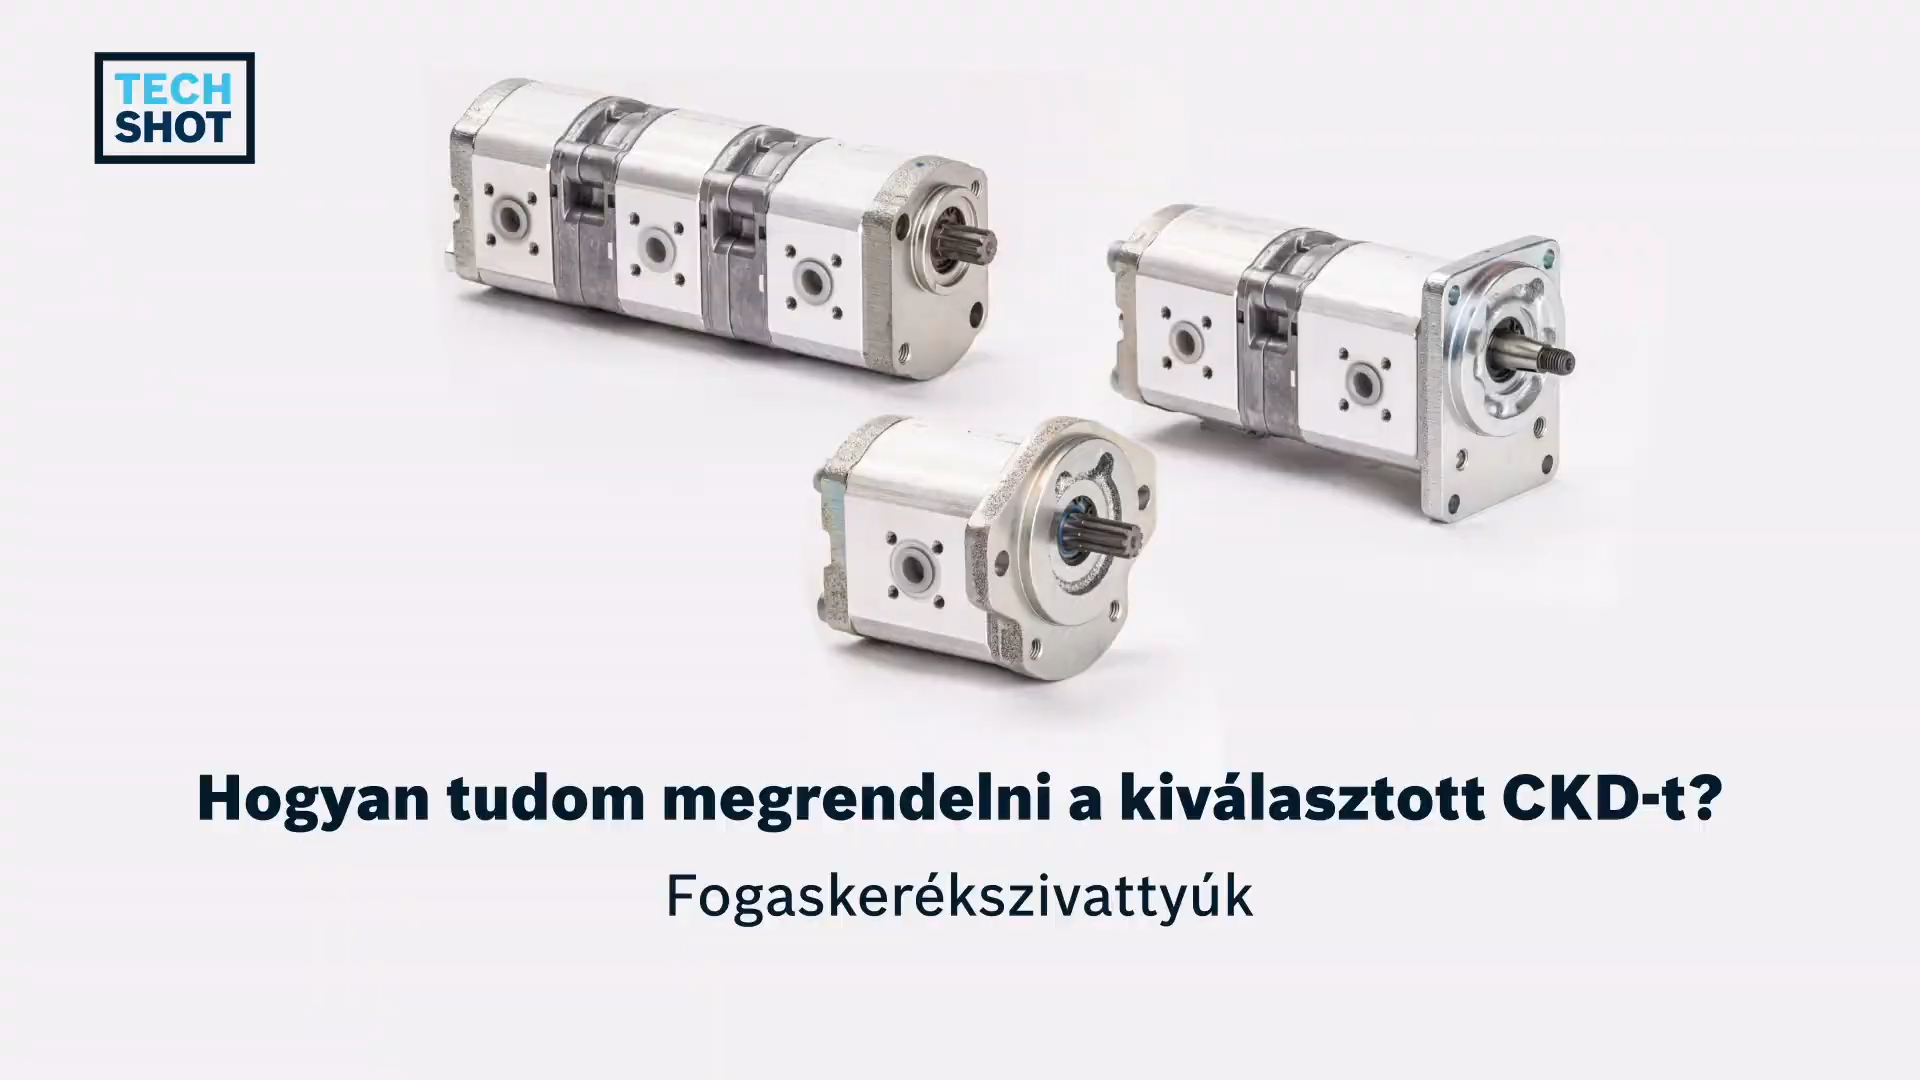 TECH
SHOT
Hogyan tudom megrendelni a kiválasztott CKD-t?
Fogaskerékszivattyúk